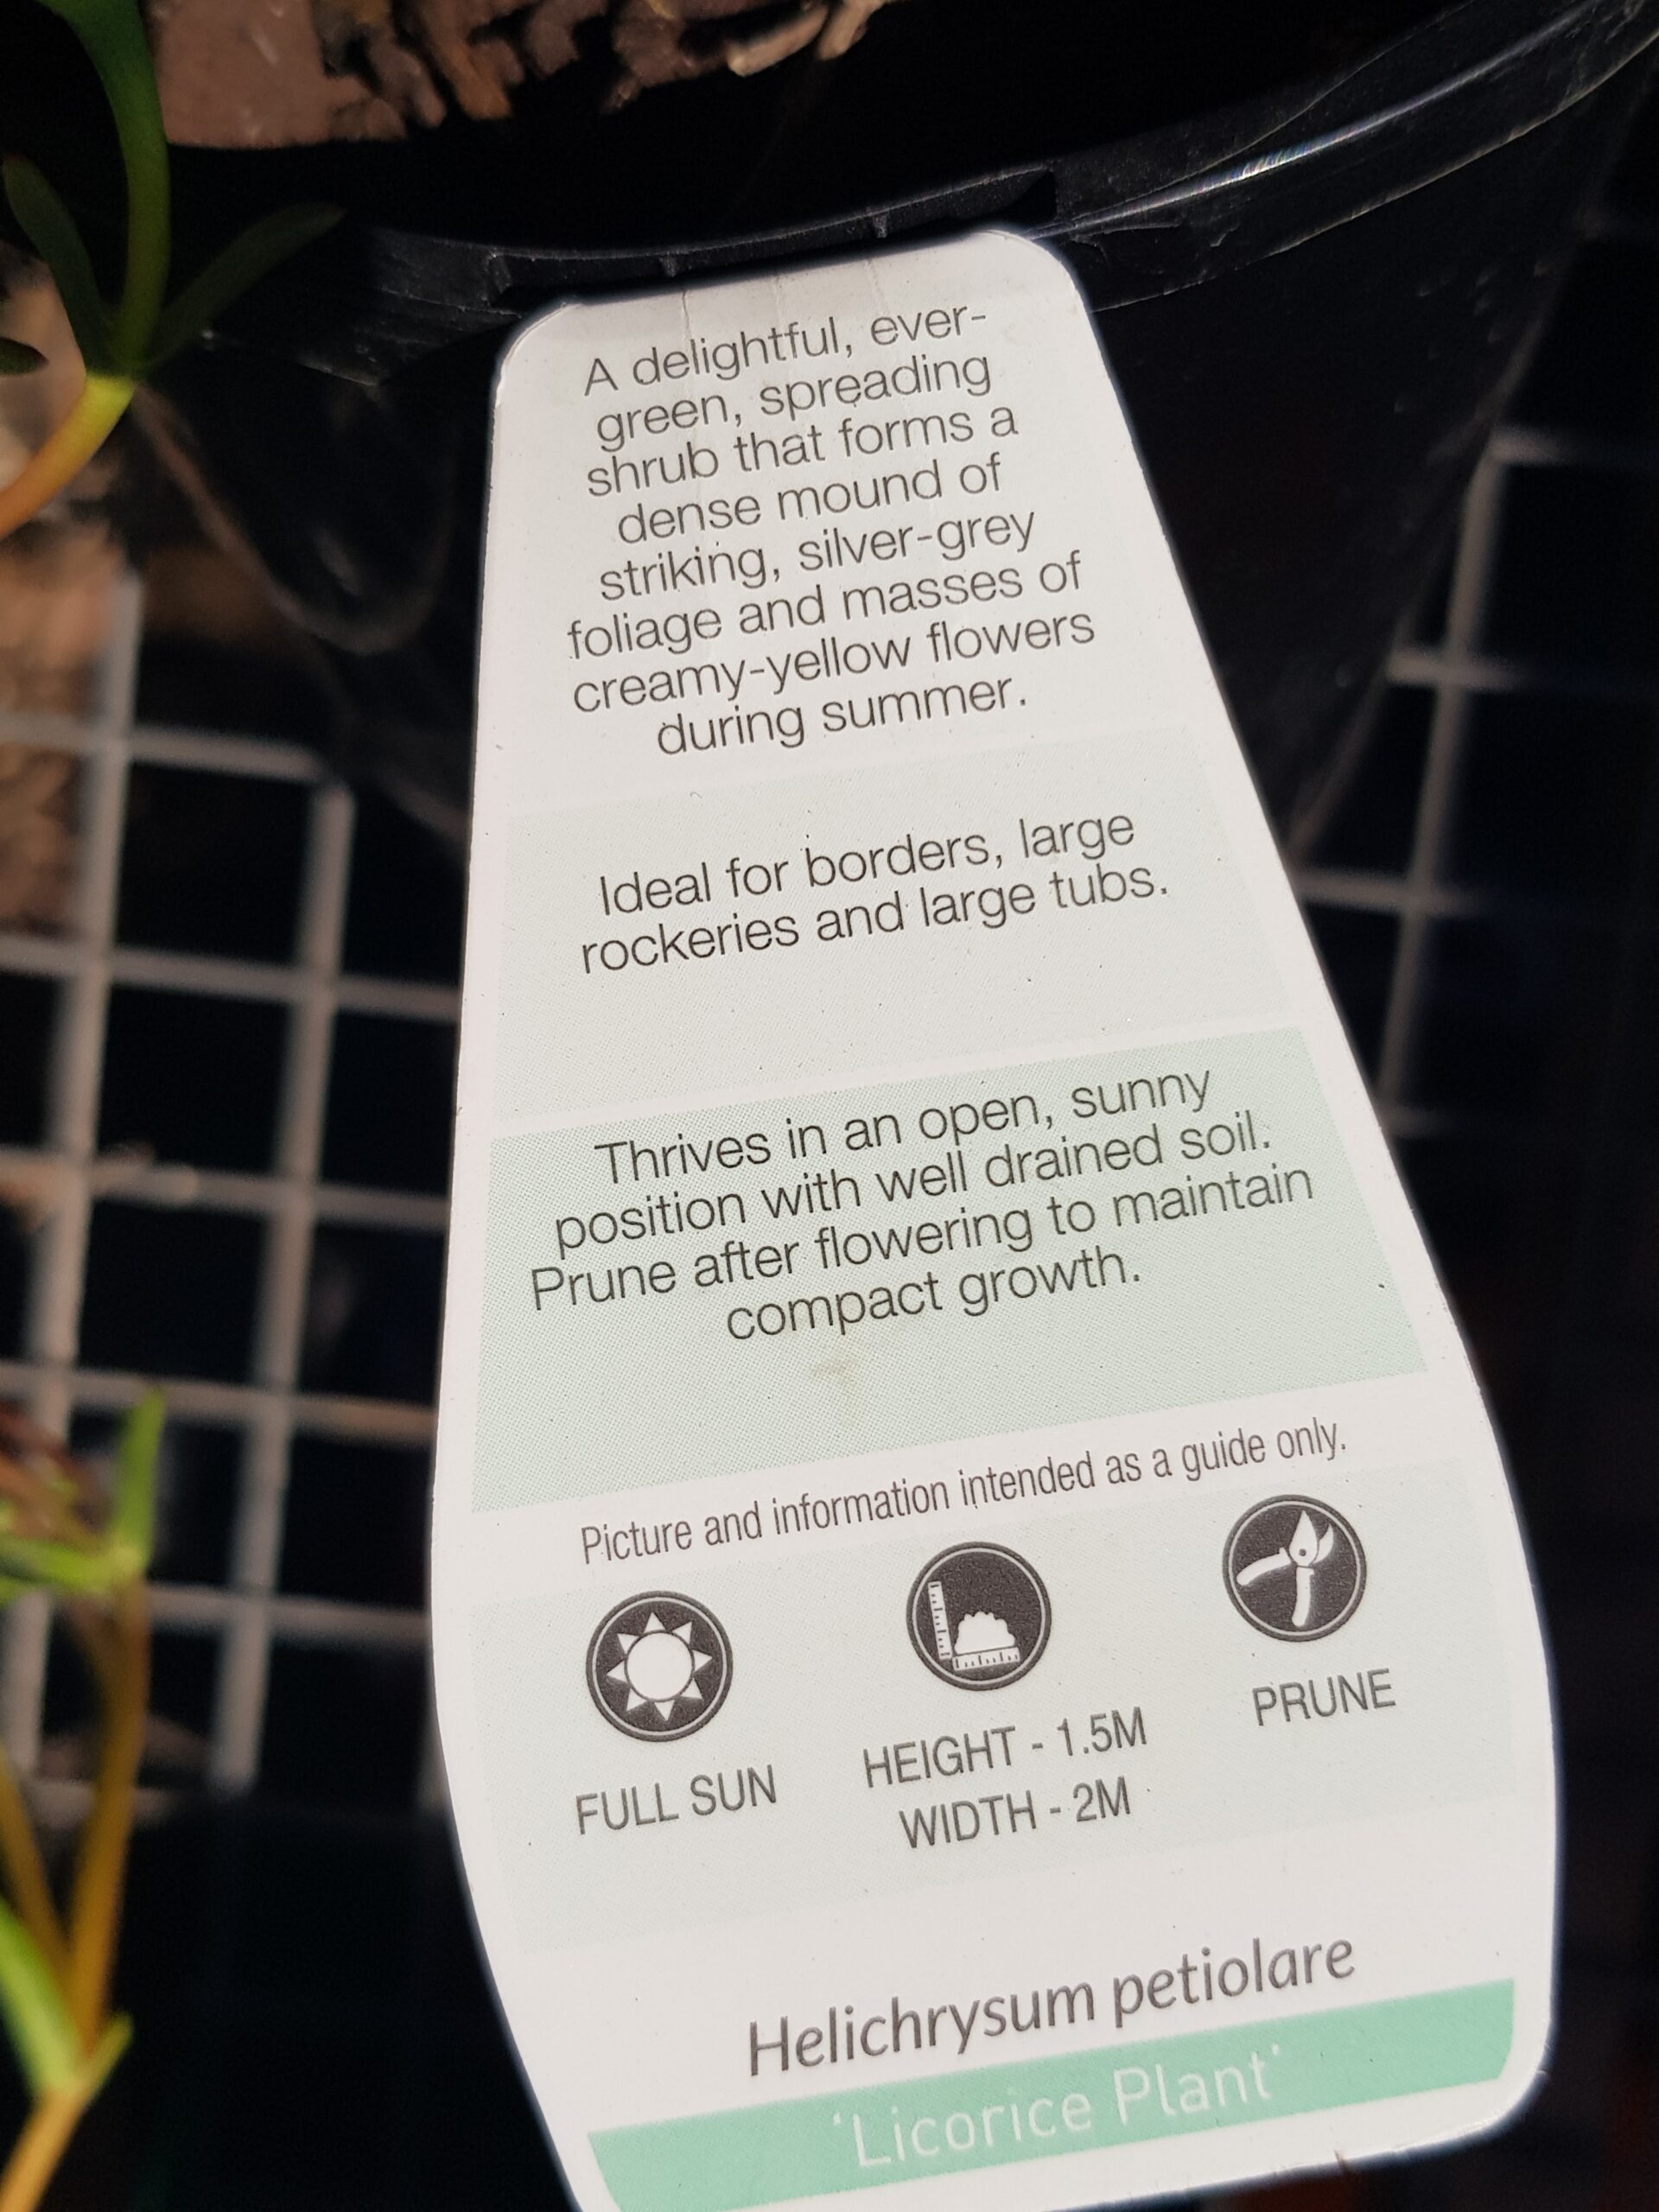 A delightful, ever-
green, spreading
shrub that forms a
dense mound of
striking, silver-grey
foliage and masses of
creamy-yellow flowers
during summer.
Ideal for borders, large
rockeries and large tubs.
Thrives in an open, sunny
position with well drained soil.
Prune after flowering to maintain
compact growth.
Picture and information intended as a guide only.
FULL SUN
HEIGHT - 1.5M
WIDTH - 2M
PRUNE
Helichrysum petiolare
'Licorice Plant'